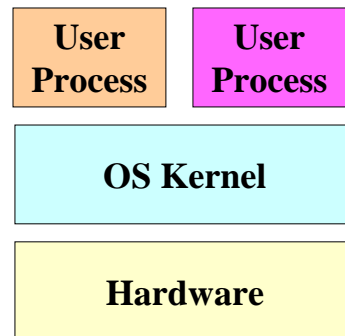 User
Process
User
Process
OS Kernel
Hardware